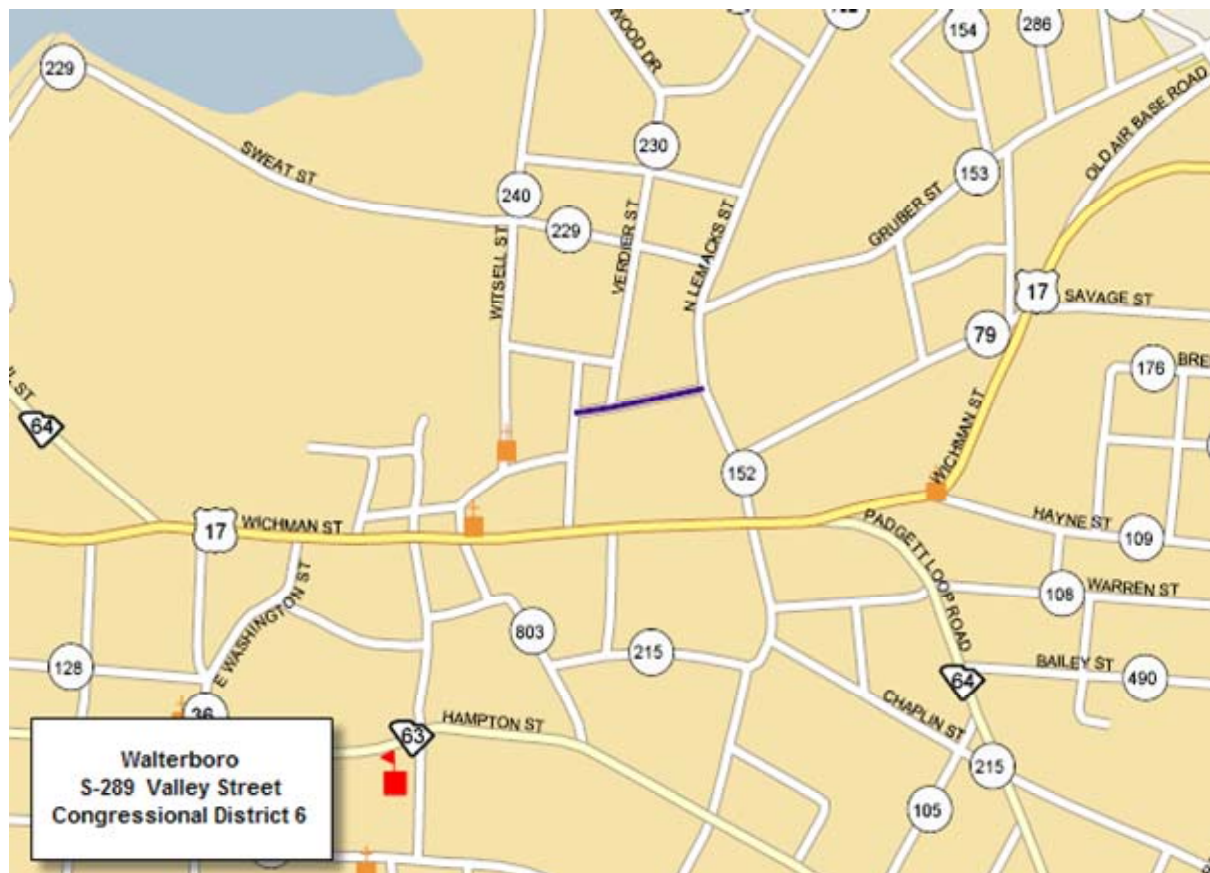 WOOD DR
154
286
229
230
OLD AIR BASE ROAD
SWEAT ST
153
240
229
GRUBER ST
WITSELL ST
VERDIER ST
N LEMACKS ST
17
SAVAGE ST
79
176
64
WICHMAN ST
152
17
WICHMAN ST
PADGETT LOOP ROAD
HAYNE ST
109
E WASHINGTON ST
108
WARREN ST
803
128
215
BAILEY ST
490
64
36
CHAPLIN ST
63
HAMPTON ST
215
105
Walterboro
S-289 Valley Street
Congressional District 6